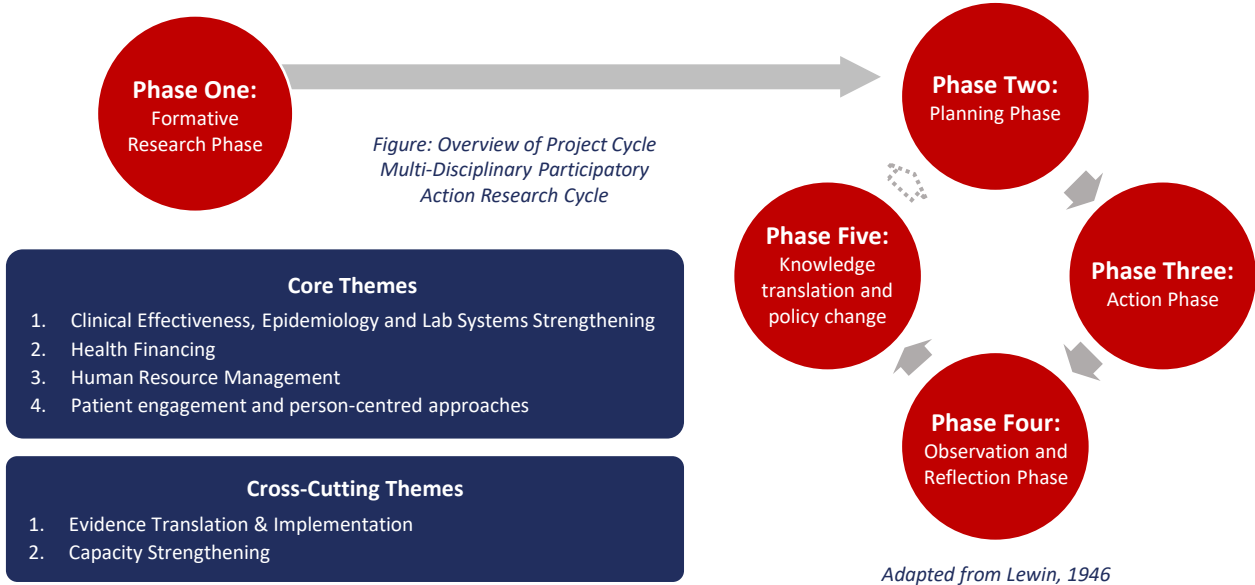 Phase One:
Formative
Research Phase
Phase Two:
Planning Phase
Figure: Overview of Project Cycle
Multi-Disciplinary Participatory
Action Research Cycle
Phase Five:
Knowledge
translation and
policy change
Phase Three:
Action Phase
Phase Four:
Observation and
Reflection Phase
Core Themes
1. Clinical Effectiveness, Epidemiology and Lab Systems Strengthening
2. Health Financing
3. Human Resource Management
4. Patient engagement and person-centred approaches
Cross-Cutting Themes
1. Evidence Translation & Implementation
2. Capacity Strengthening
Adapted from Lewin, 1946